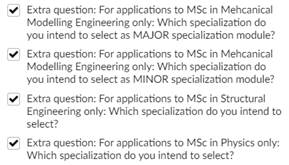 Extra question: For applications to MSc in Mehcanical
Modelling Engineering only: Which specialization do
you intend to select as MAJOR specialization module?
Extra question: For applications to MSc in Mehcanical
Modelling Engineering only: Which specialization do
you intend to select as MINOR specialization module?
Extra question: For applications to MSc in Structural
Engineering only: Which specialization do you intend to
select?
Extra question: For applications to MSc in Physics only:
Which specialization do you intend to select?